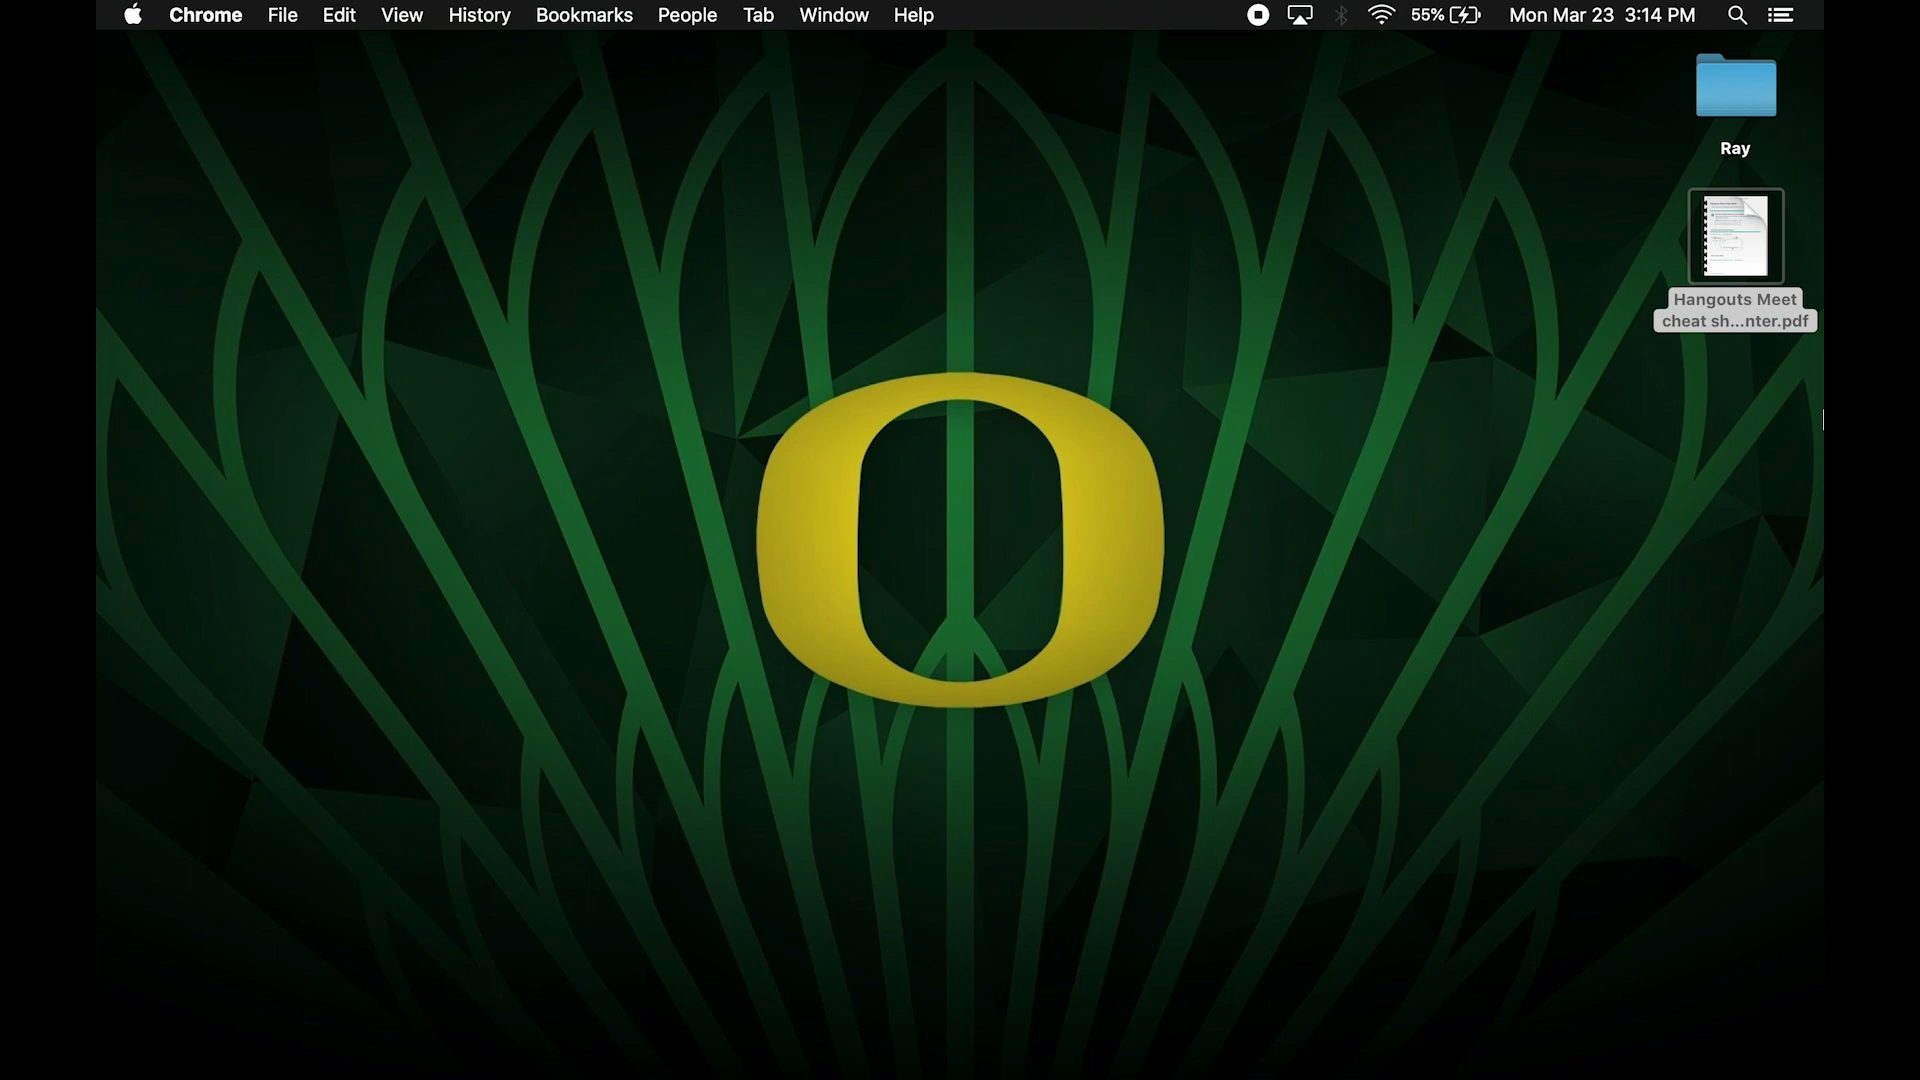 Chrome File Edit View History Bookmarks People Tab Window Help 55% Mon Mar 23 3:14 PM
Ray
Hangouts Meet
cheat sh...nter.pdf
O